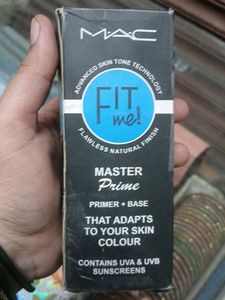 M·A·C
ADVANCED SKIN TONE TECHNOLOGY
FIT
me!
FLAWLESS NATURAL FINISH
MASTER
Prime
PRIMER + BASE
THAT ADAPTS
TO YOUR SKIN
COLOUR
CONTAINS UVA & UVB
SUNSCREENS